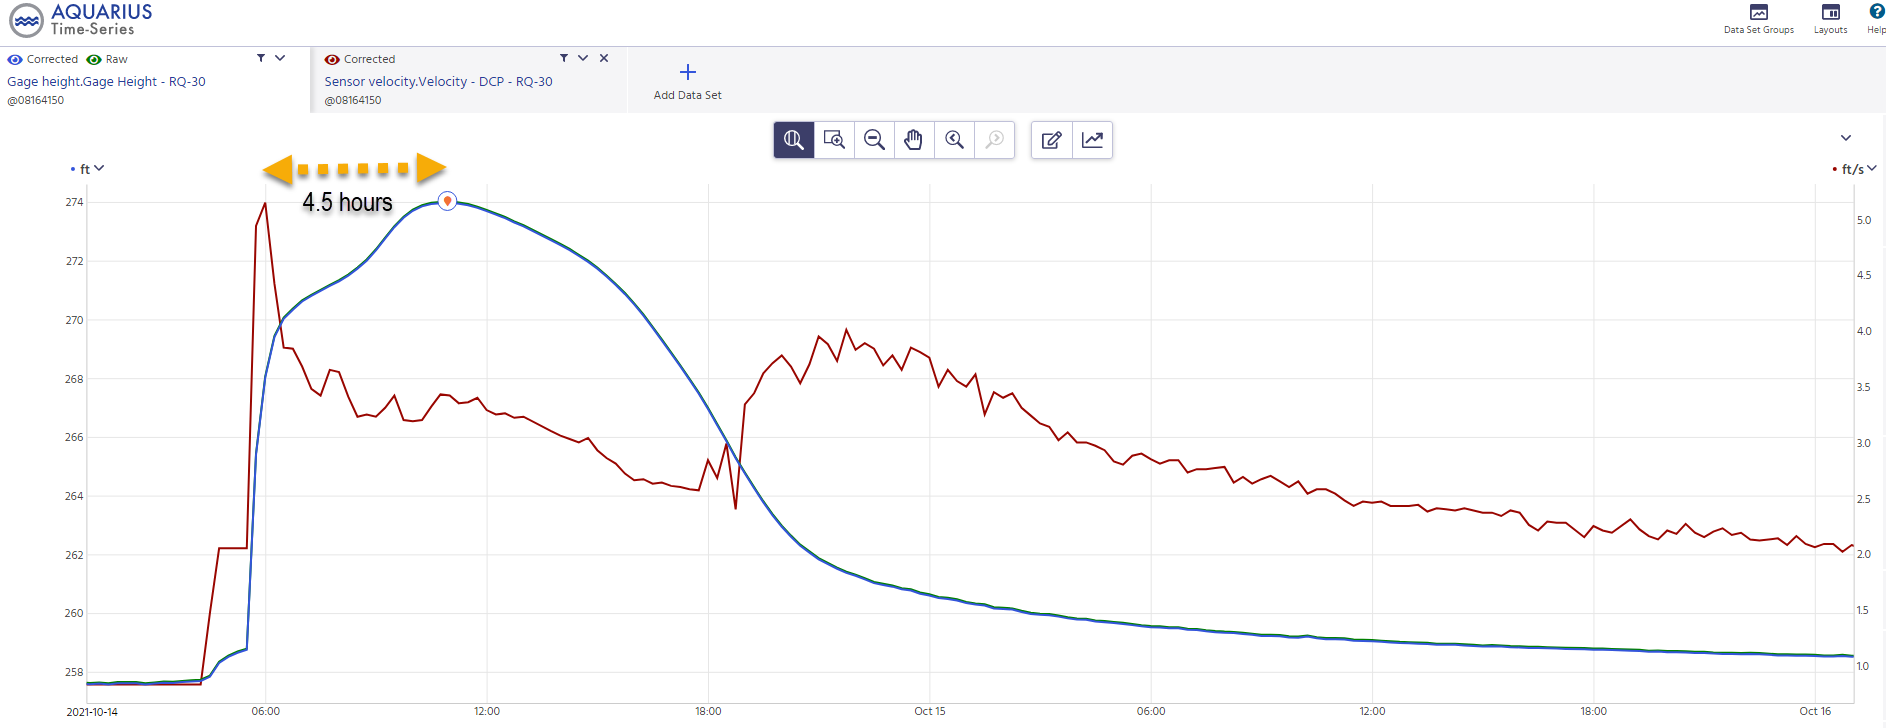 AQUARIUS
Time-Series
Data Set Groups
Layouts
Help
Corrected Raw
Gage height.Gage Height - RQ-30
@08164150
Corrected
Sensor velocity.Velocity - DCP - RQ-30
@08164150
Add Data Set
ft
ft/s
4.5 hours
274
272
270
268
266
264
262
260
258
5.0
4.5
4.0
3.5
3.0
2.5
2.0
1.5
1.0
2021-10-14
06:00
12:00
18:00
Oct 15
06:00
12:00
18:00
Oct 16